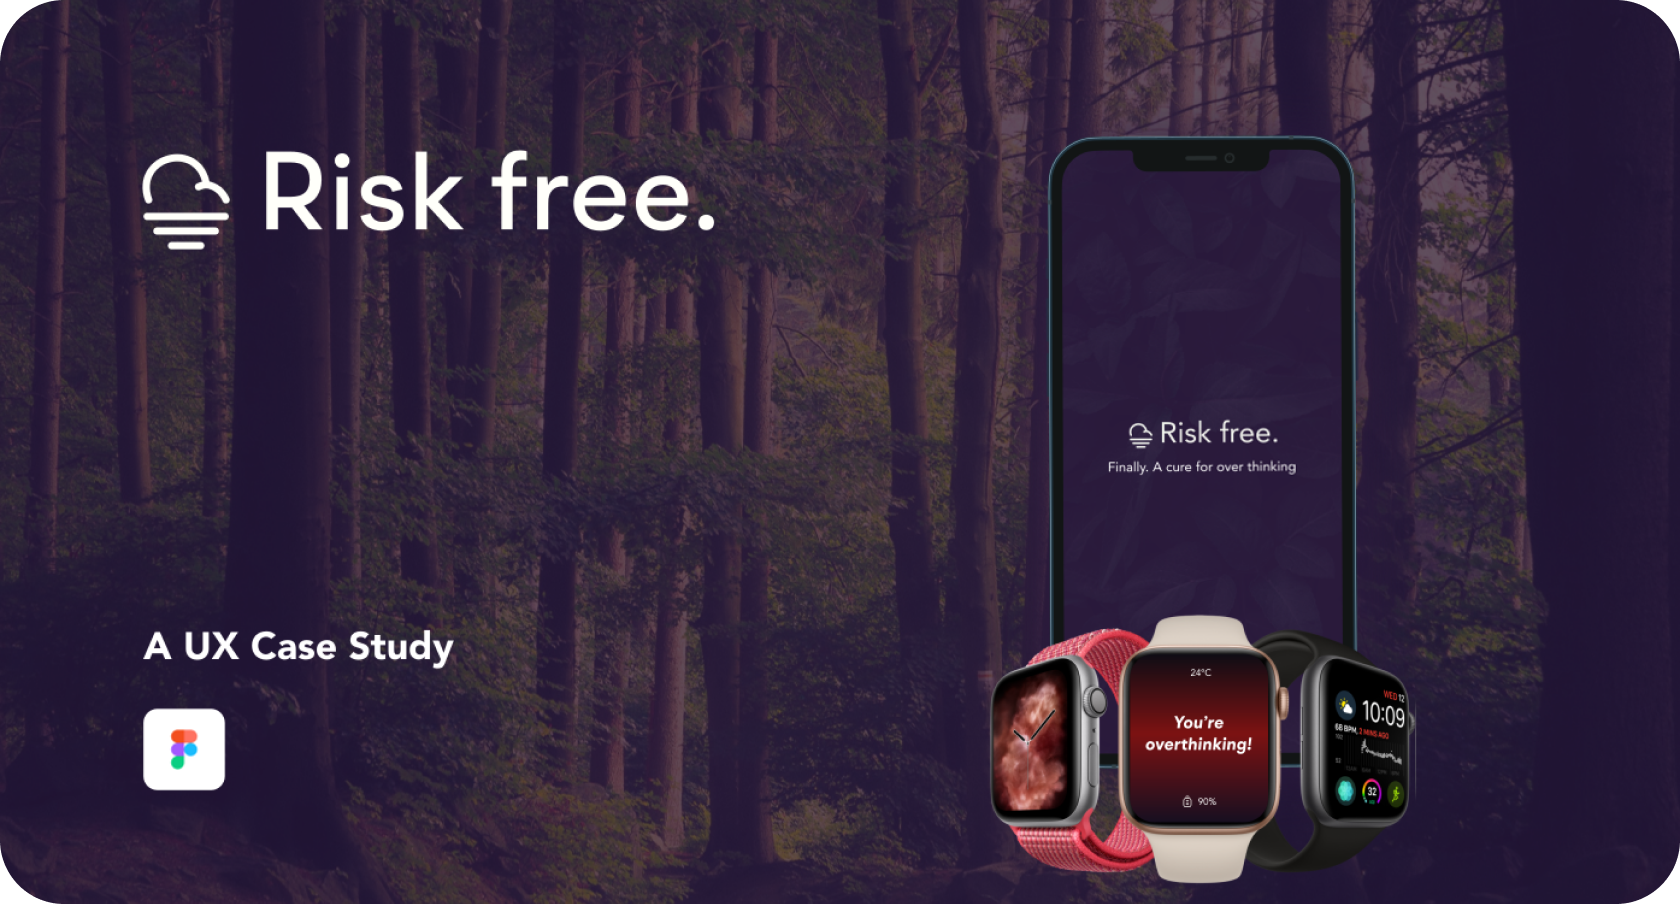 Risk free.
A UX Case Study
Risk free.
Finally. A cure for over thinking
24°C
You're
overthinking!
90%
WED 12
10:09
68 BPM, 2 MINS AGO
32